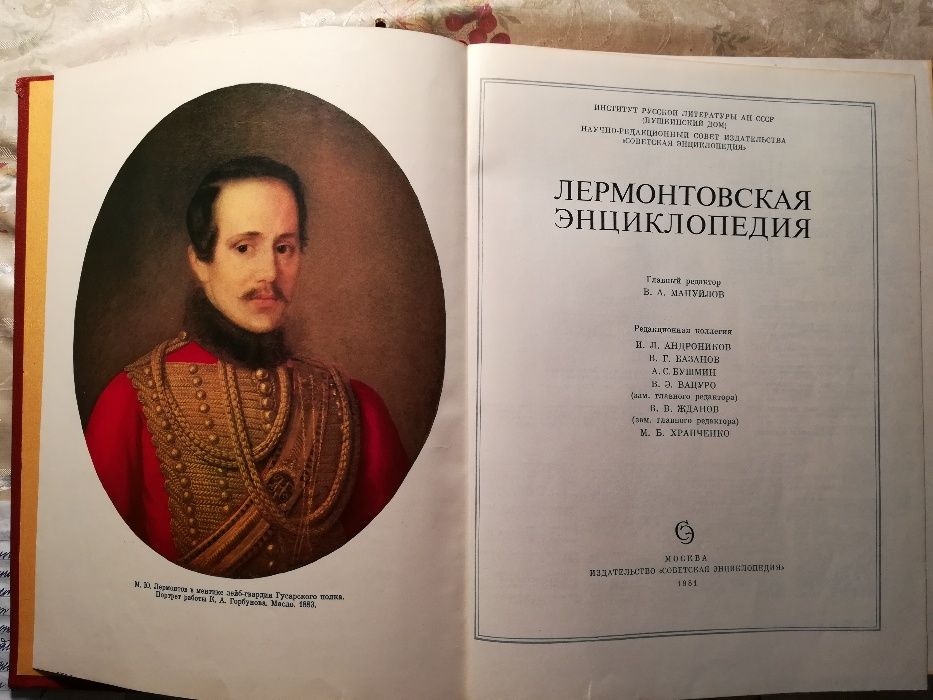 М. Ю. Лермонтов в ментике лейб-гвардии Гусарского полка.
Портрет работы К. А. Горбунова. Масло. 1883.
ИНСТИТУТ РУССКОЙ ЛИТЕРАТУРЫ АН СССР
(ПУШКИНСКИЙ ДОМ)
НАУЧНО-РЕДАКЦИОННЫЙ СОВЕТ ИЗДАТЕЛЬСТВА
«СОВЕТСКАЯ ЭНЦИКЛОПЕДИЯ»
ЛЕРМОНТОВСКАЯ
ЭНЦИКЛОПЕДИЯ
Главный редактор
В. А. МАНУЙЛОВ
Редакционная коллегия
И. Л. АНДРОНИКОВ
В. Г. БАЗАНОВ
А. С. БУШМИН
В. Э. ВАЦУРО
(зам. главного редактора)
В. В. ЖДАНОВ
(зам. главного редактора)
М. Б. ХРАПЧЕНКО
СЭ
МОСКВА
ИЗДАТЕЛЬСТВО «СОВЕТСКАЯ ЭНЦИКЛОПЕДИЯ»
1981